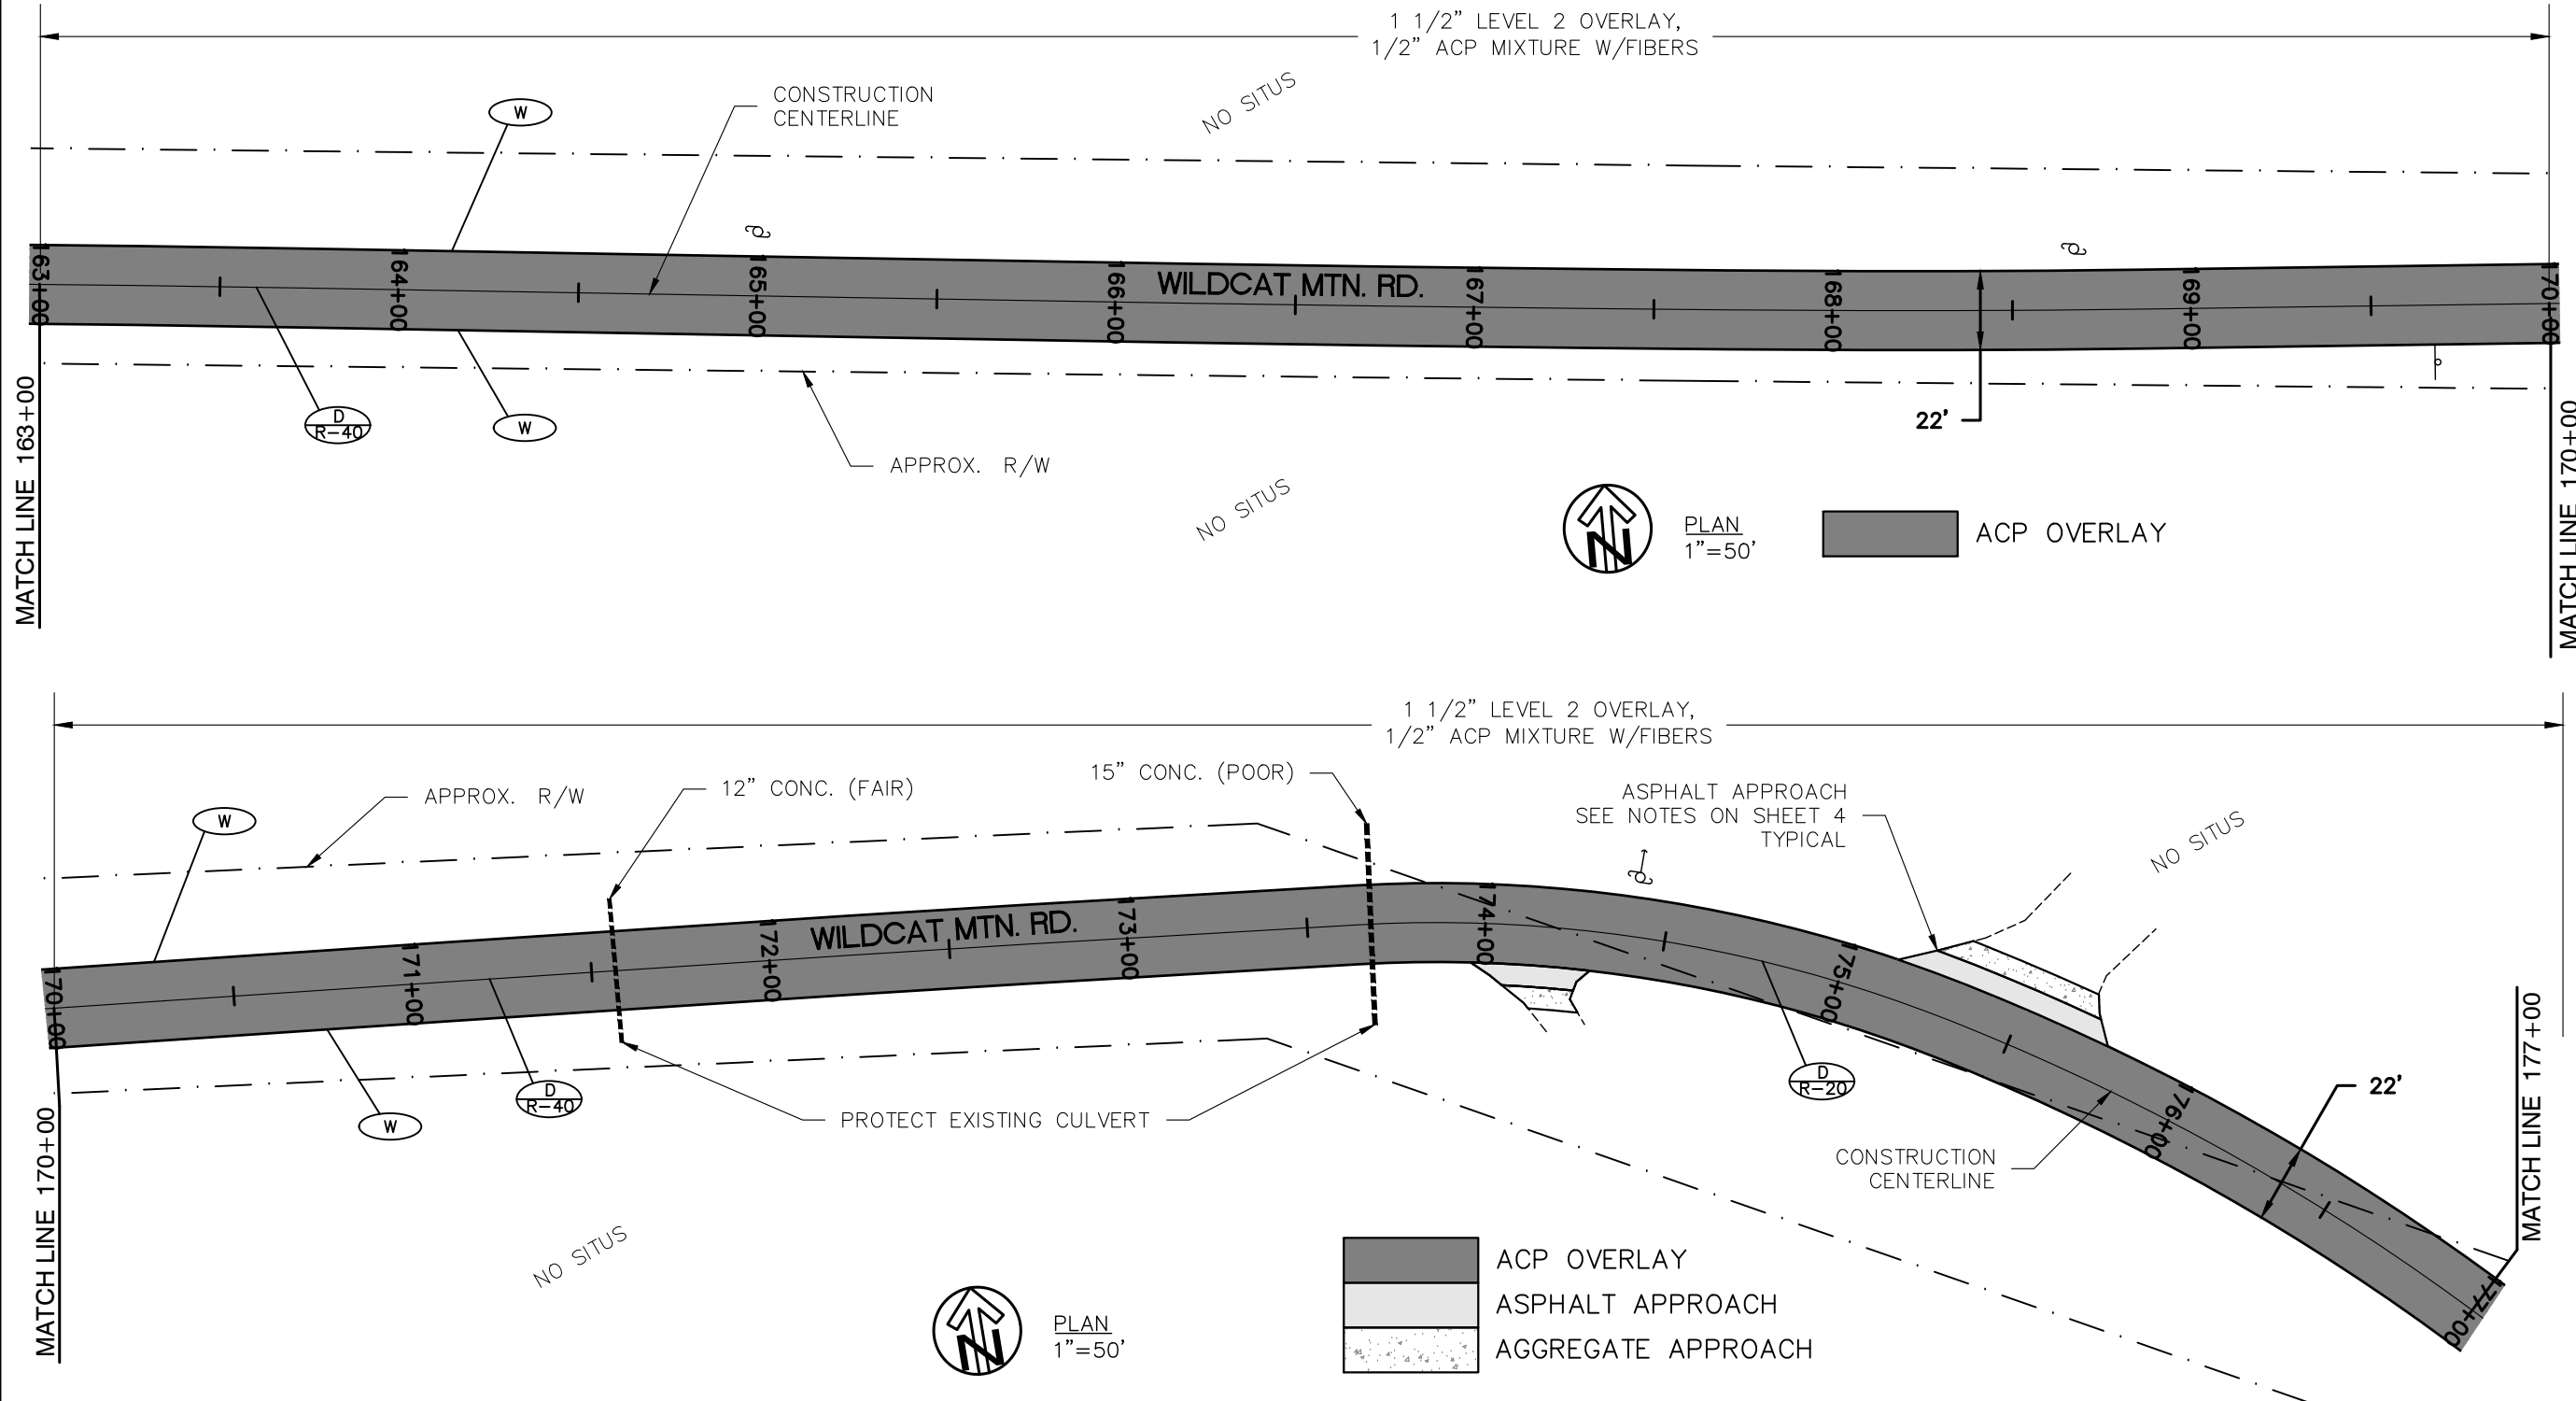 1 1/2” LEVEL 2 OVERLAY,
1/2” ACP MIXTURE W/FIBERS
NO SITUS
CONSTRUCTION
CENTERLINE
W
163+00
164+00
165+00
166+00
WILDCAT MTN. RD.
167+00
168+00
169+00
170+00
MATCH LINE 163+00
D
R-40
W
APPROX. R/W
22’
MATCH LINE 170+00
NO SITUS
N
PLAN
1”=50’
ACP OVERLAY
1 1/2” LEVEL 2 OVERLAY,
1/2” ACP MIXTURE W/FIBERS
15” CONC. (POOR)
12” CONC. (FAIR)
APPROX. R/W
W
ASPHALT APPROACH
SEE NOTES ON SHEET 4
TYPICAL
NO SITUS
170+00
171+00
172+00
WILDCAT MTN. RD.
173+00
174+00
175+00
176+00
177+00
D
R-40
W
PROTECT EXISTING CULVERT
D
R-20
22’
CONSTRUCTION
CENTERLINE
MATCH LINE 170+00
MATCH LINE 177+00
NO SITUS
N
PLAN
1”=50’
ACP OVERLAY
ASPHALT APPROACH
AGGREGATE APPROACH